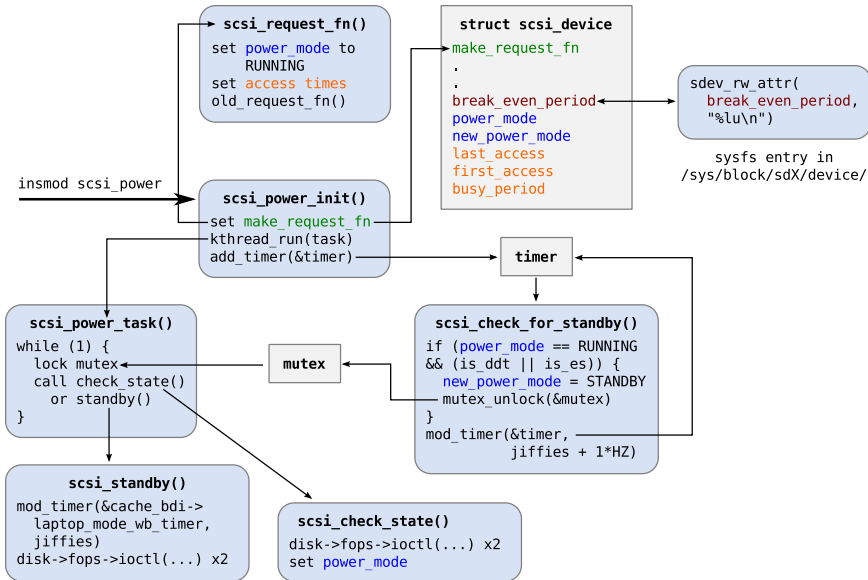 scsi_request_fn()
set power_mode to
RUNNING
set access times
old_request_fn()
struct scsi_device
make_request_fn
.
.
break_even_period
power_mode
new_power_mode
last_access
first_access
busy_period
sdev_rw_attr(
break_even_period,
"%lu\n")
sysfs entry in
/sys/block/sdX/device/
insmod scsi_power
scsi_power_init()
set make_request_fn
kthread_run(task)
add_timer(&timer)
timer
scsi_power_task()
while (1) {
lock mutex
call check_state()
or standby()
}
mutex
scsi_check_for_standby()
if (power_mode == RUNNING
&& (is_ddt || is_es)) {
new_power_mode = STANDBY
mutex_unlock(&mutex)
}
mod_timer(&timer,
jiffies + 1*HZ)
scsi_standby()
mod_timer(&cache_bdi->
laptop_mode_wb_timer,
jiffies)
disk->fops->ioctl(...) x2
scsi_check_state()
disk->fops->ioctl(...) x2
set power_mode